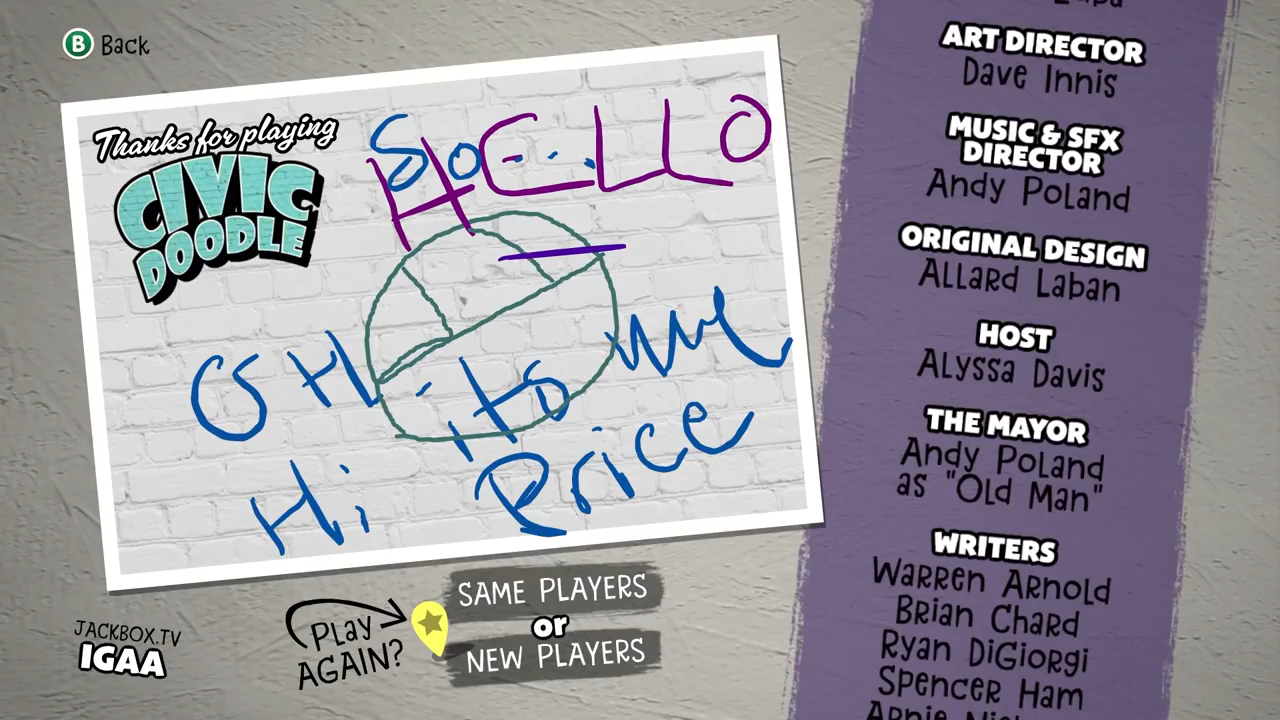 B Back
Thanks for playing
CIVIC
DOODLE
So...
HELLO
OH. its me
Hi Price
JACKBOX.TV
IGAA
PLAY
AGAIN?
SAME PLAYERS
or
NEW PLAYERS
ART DIRECTOR
Dave Innis
MUSIC & SFX
DIRECTOR
Andy Poland
ORIGINAL DESIGN
Allard Laban
HOST
Alyssa Davis
THE MAYOR
Andy Poland
as "Old Man"
WRITERS
Warren Arnold
Brian Chard
Ryan DiGiorgi
Spencer Ham